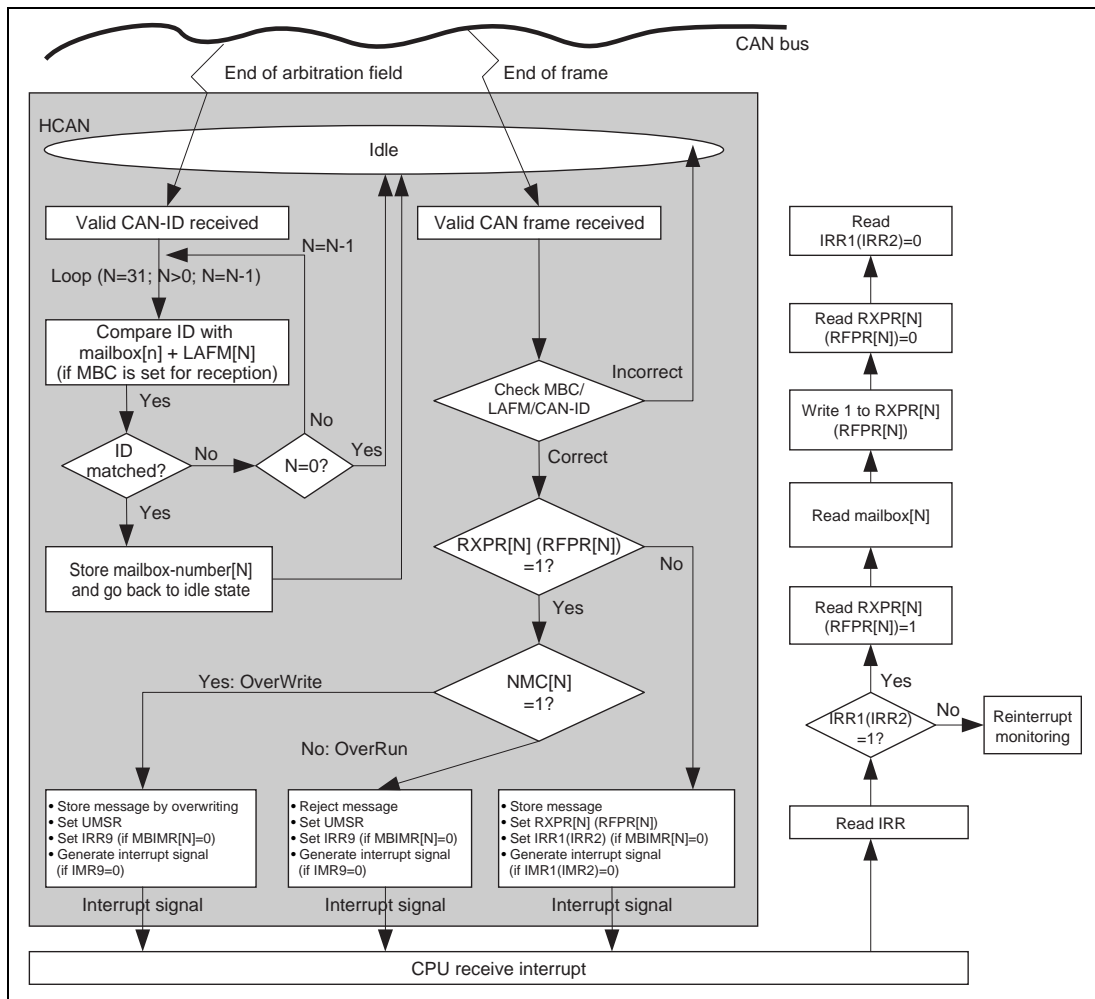 CAN bus
End of arbitration field
End of frame
HCAN
Idle
Valid CAN-ID received
Valid CAN frame received
N=N-1
Loop (N=31; N>0; N=N-1)
Compare ID with
mailbox[n] + LAFM[N]
(if MBC is set for reception)
Yes
ID
matched?
No
N=0?
No
Yes
Yes
Store mailbox-number[N]
and go back to idle state
Check MBC/
LAFM/CAN-ID
Incorrect
Correct
RXPR[N] (RFPR[N])
=1?
No
Yes
NMC[N]
=1?
Yes: OverWrite
No: OverRun
• Store message by overwriting
• Set UMSR
• Set IRR9 (if MBIMR[N]=0)
• Generate interrupt signal
(if IMR9=0)
• Reject message
• Set UMSR
• Set IRR9 (if MBIMR[N]=0)
• Generate interrupt signal
(if IMR9=0)
• Store message
• Set RXPR[N] (RFPR[N])
• Set IRR1(IRR2) (if MBIMR[N]=0)
• Generate interrupt signal
(if IMR1(IMR2)=0)
Interrupt signal
Interrupt signal
Interrupt signal
CPU receive interrupt
Read
IRR1(IRR2)=0
Read RXPR[N]
(RFPR[N])=0
Write 1 to RXPR[N]
(RFPR[N])
Read mailbox[N]
Read RXPR[N]
(RFPR[N])=1
Yes
IRR1(IRR2)
=1?
No
Reinterrupt
monitoring
Read IRR